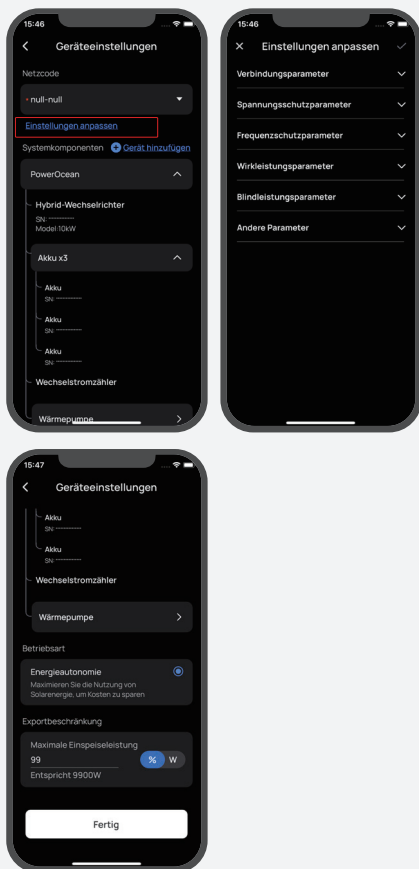 15:46
Geräteeinstellungen
Netzcode
null-null
Einstellungen anpassen
Systemkomponenten Gerät hinzufügen
PowerOcean
Hybrid-Wechselrichter
SN:
Model:10kW
Akku x3
Akku
SN:
Akku
SN:
Akku
SN:
Wechselstromzähler
Wärmepumpe
15:46
Einstellungen anpassen
Verbindungsparameter
Spannungsschutzparameter
Frequenzschutzparameter
Wirkleistungsparameter
Blindleistungsparameter
Andere Parameter
15:47
Geräteeinstellungen
Akku
SN:
Akku
SN:
Wechselstromzähler
Wärmepumpe
Betriebsart
Energieautonomie
Maximieren Sie die Nutzung von
Solarenergie, um Kosten zu sparen
Exportbeschränkung
Maximale Einspeiseleistung
99 % W
Entspricht 9900W
Fertig